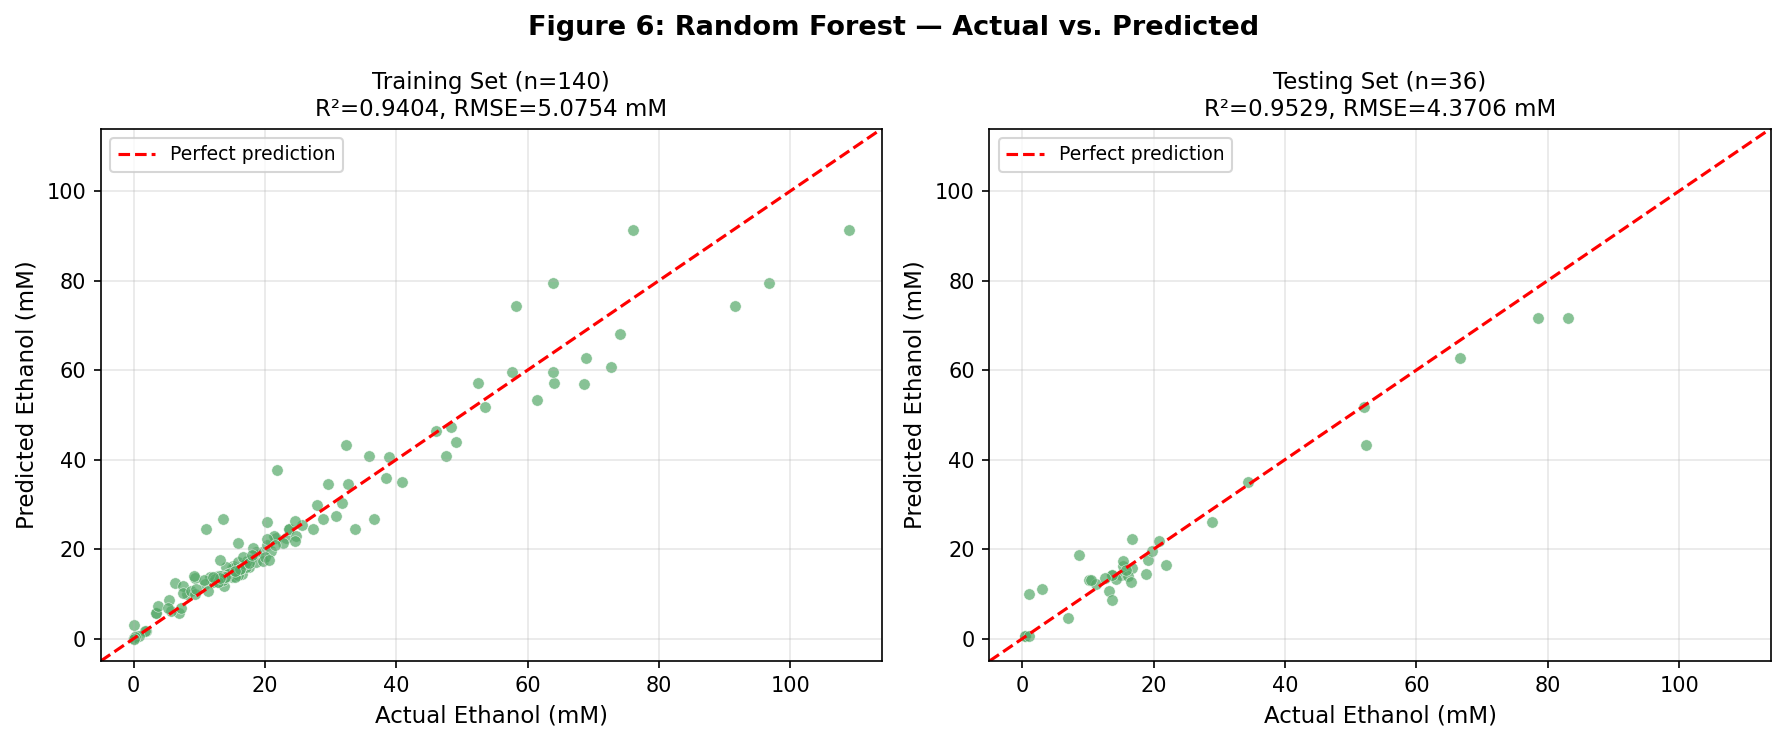 Figure 6: Random Forest — Actual vs. Predicted
Training Set (n=140)
R²=0.9404, RMSE=5.0754 mM
Perfect prediction
Predicted Ethanol (mM)
100
80
60
40
20
0
0 20 40 60 80 100
Actual Ethanol (mM)
Testing Set (n=36)
R²=0.9529, RMSE=4.3706 mM
Perfect prediction
Predicted Ethanol (mM)
100
80
60
40
20
0
0 20 40 60 80 100
Actual Ethanol (mM)